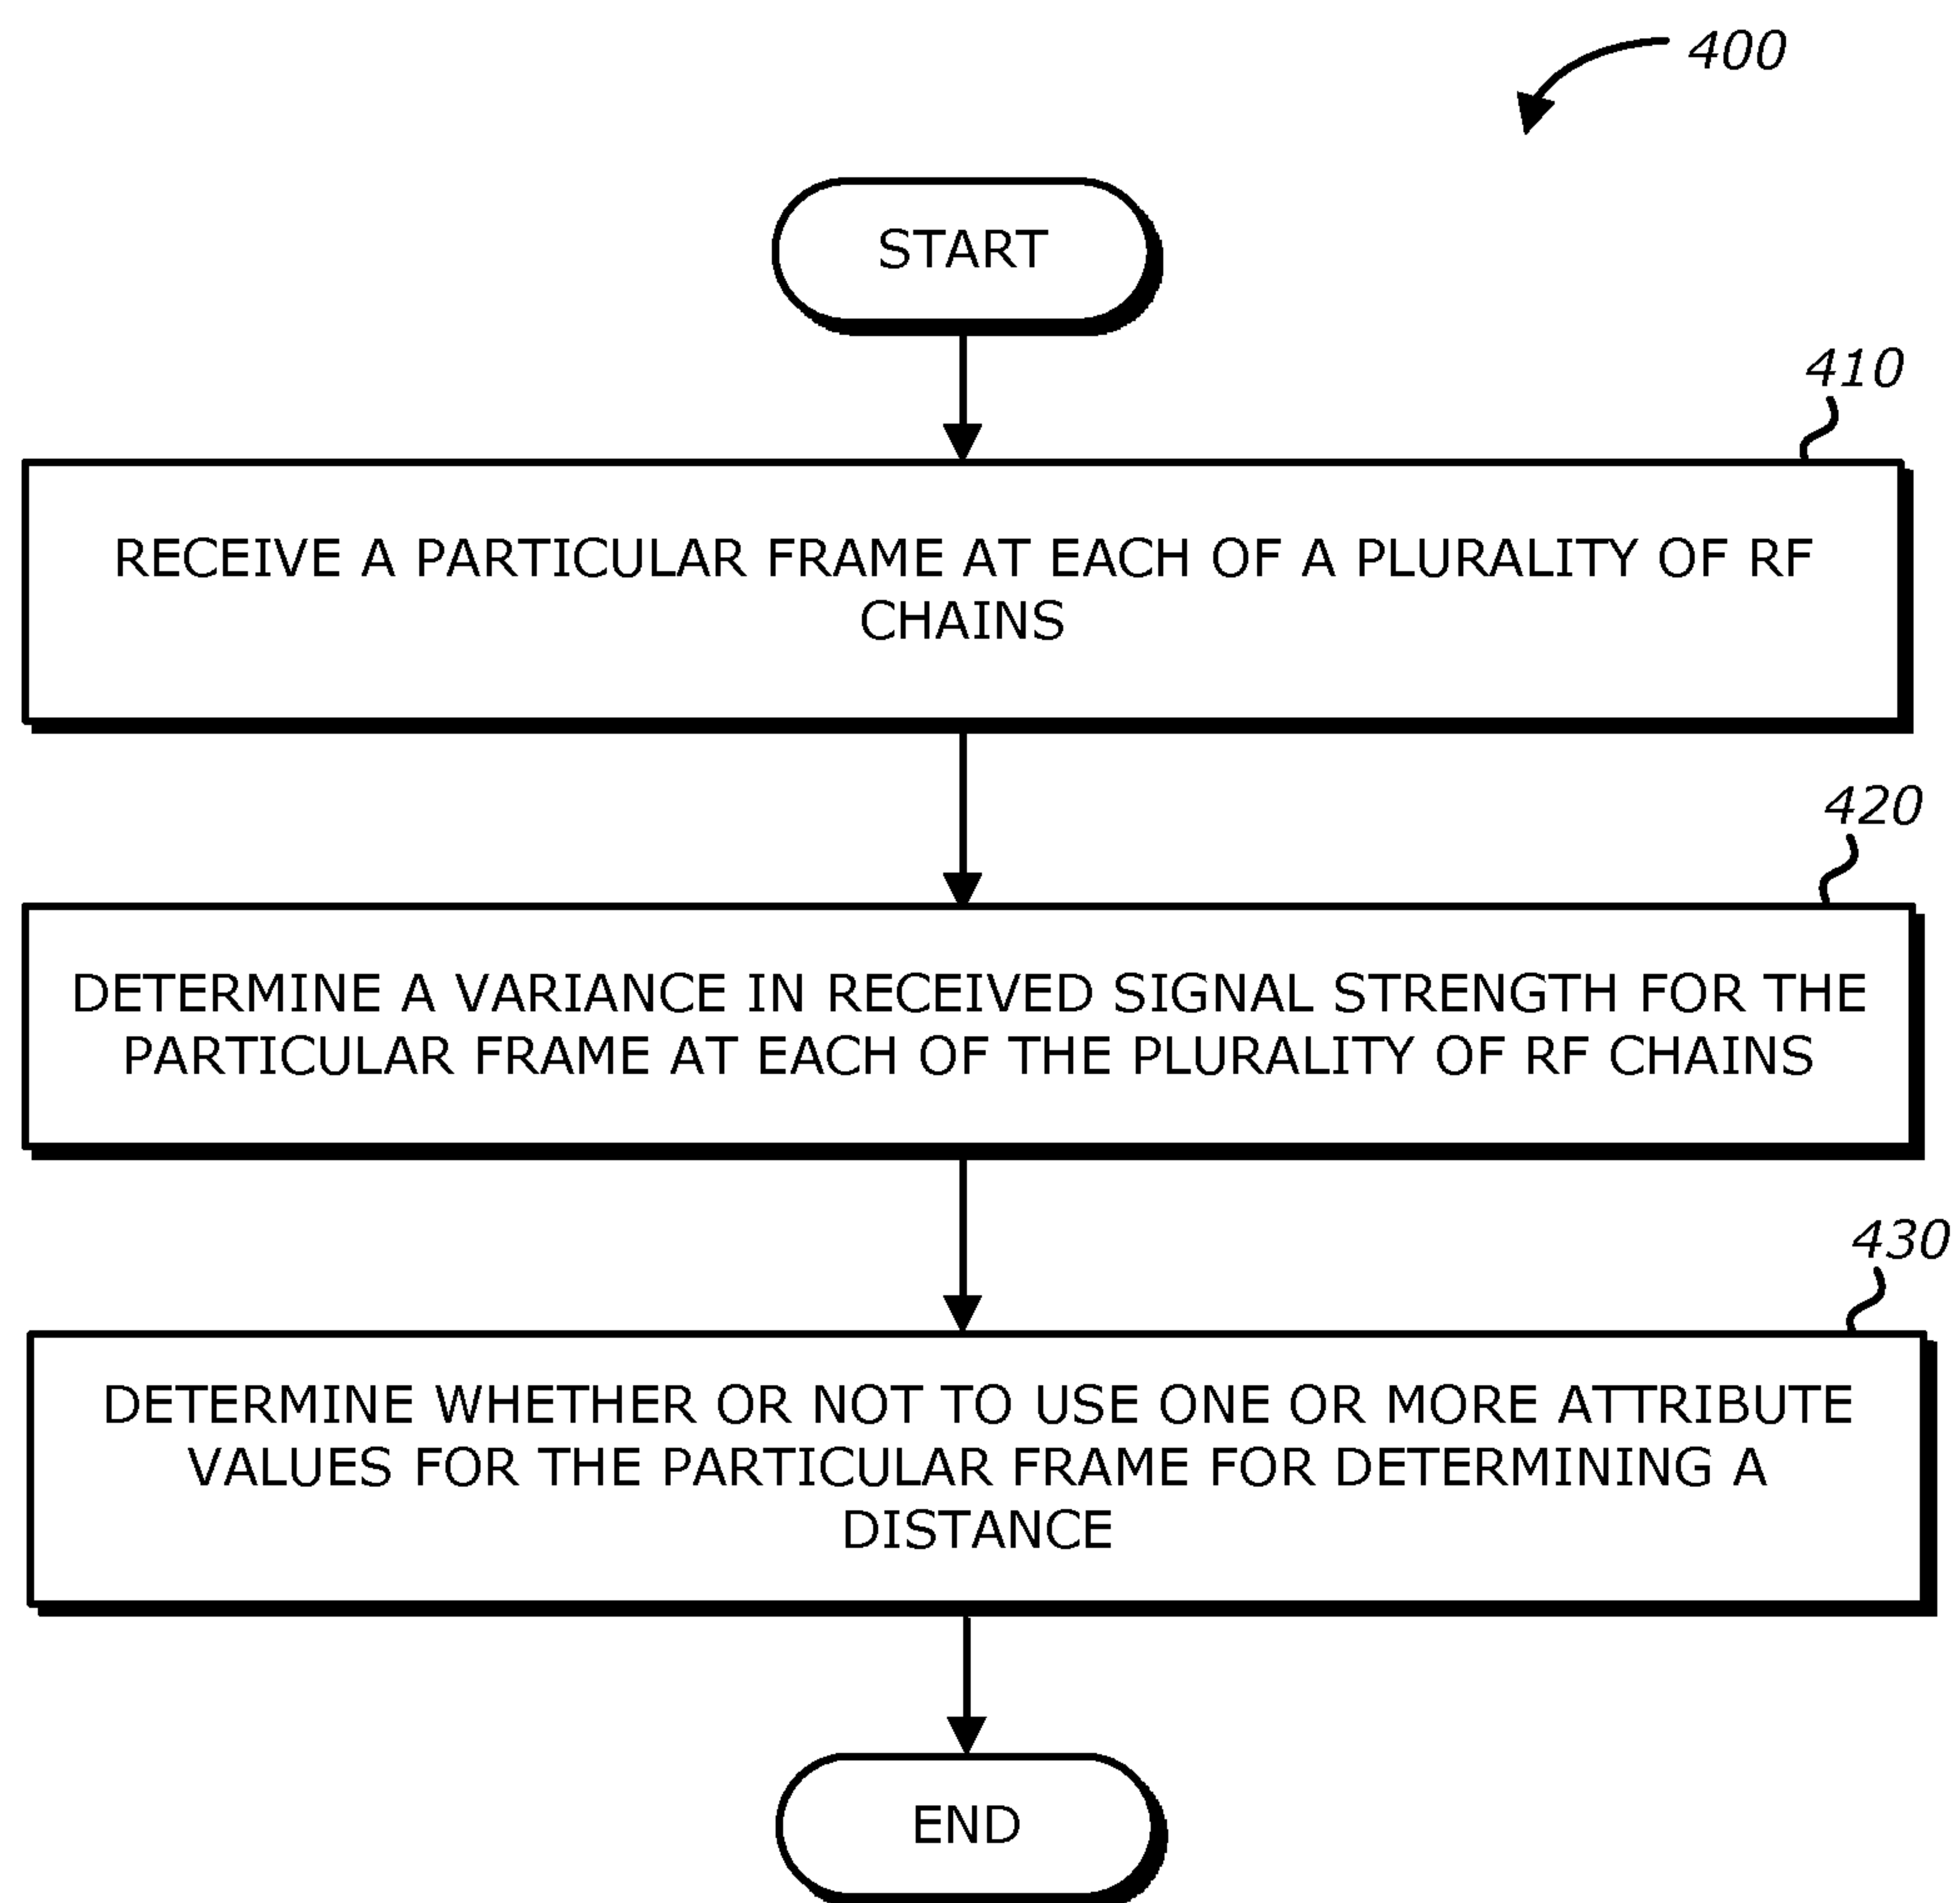 400
START
410
RECEIVE A PARTICULAR FRAME AT EACH OF A PLURALITY OF RF
CHAINS
420
DETERMINE A VARIANCE IN RECEIVED SIGNAL STRENGTH FOR THE
PARTICULAR FRAME AT EACH OF THE PLURALITY OF RF CHAINS
430
DETERMINE WHETHER OR NOT TO USE ONE OR MORE ATTRIBUTE
VALUES FOR THE PARTICULAR FRAME FOR DETERMINING A
DISTANCE
END